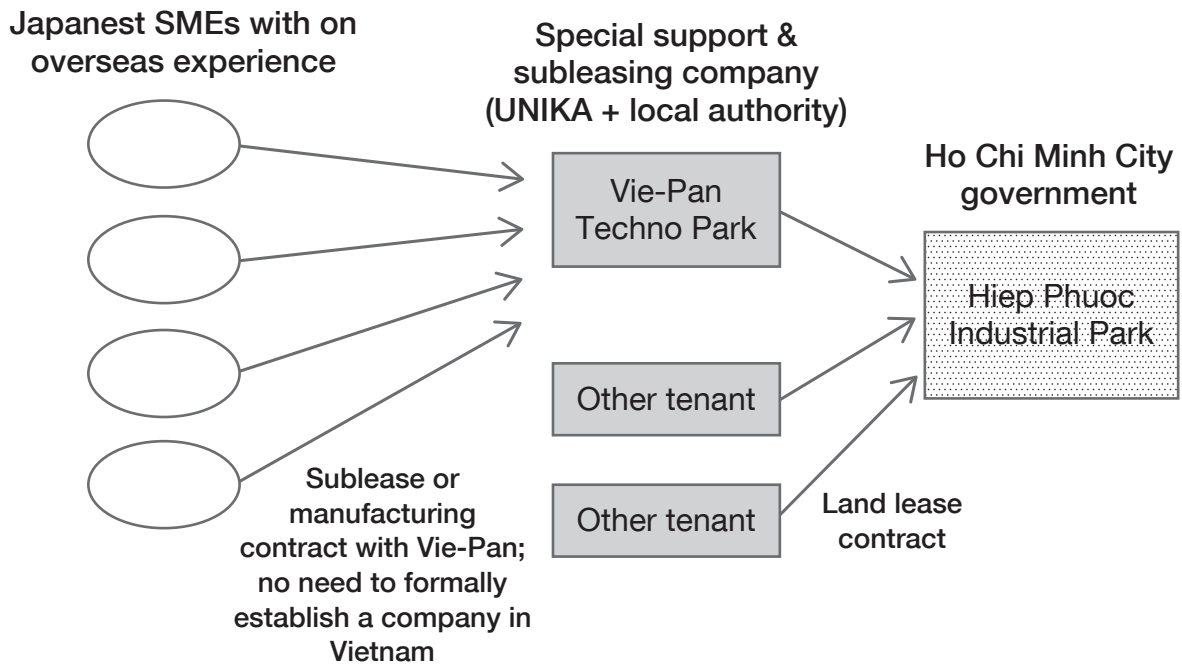 Japanest SMEs with on
overseas experience
Special support &
subleasing company
(UNIKA + local authority)
Vie-Pan
Techno Park
Ho Chi Minh City
government
Hiep Phuoc
Industrial Park
Other tenant
Other tenant
Sublease or
manufacturing
contract with Vie-Pan;
no need to formally
establish a company in
Vietnam
Land lease
contract